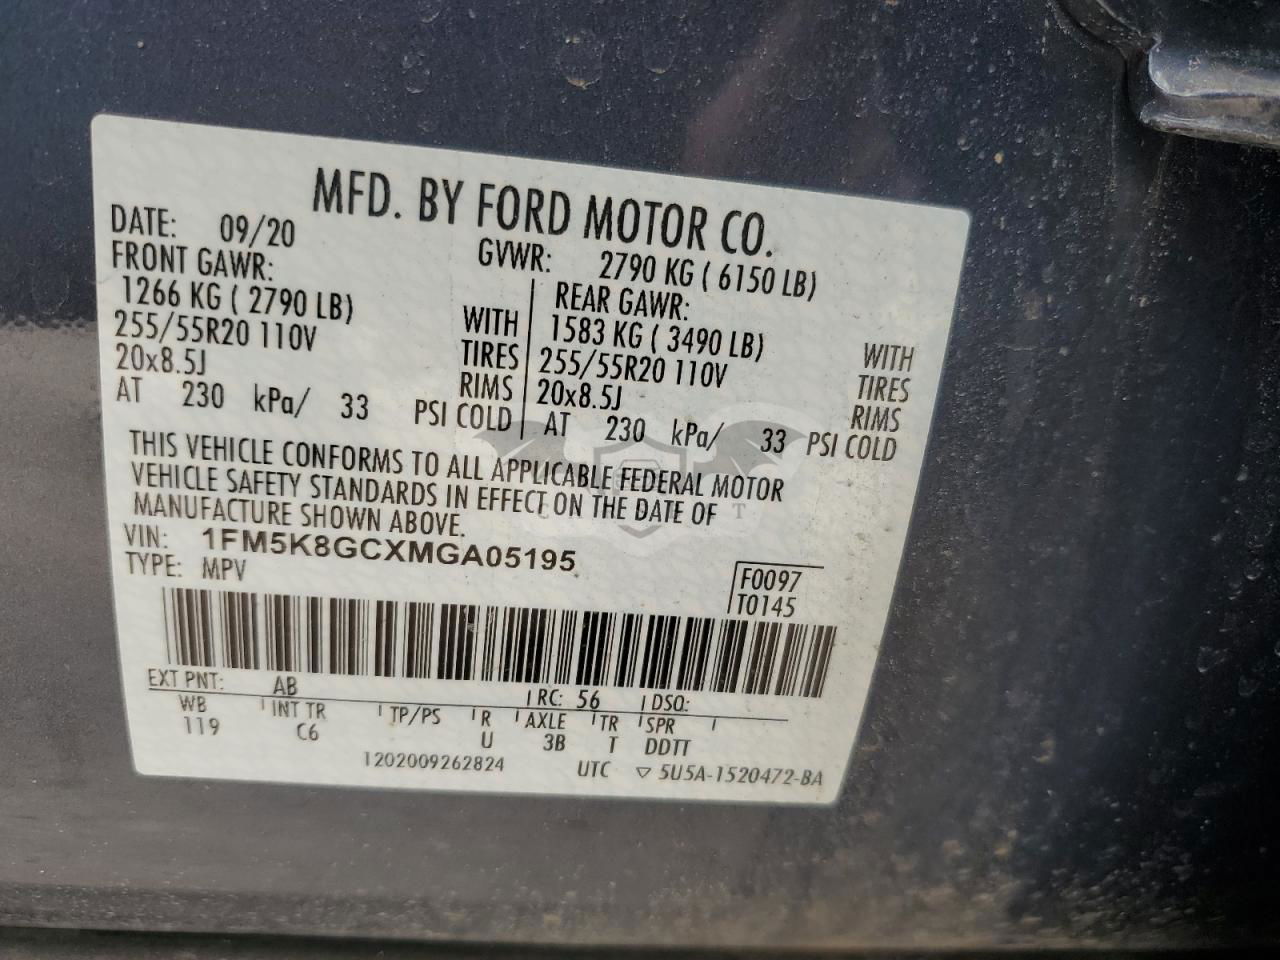 MFD. BY FORD MOTOR CO.
DATE: 09/20 GVWR: 2790 KG ( 6150 LB)
FRONT GAWR: REAR GAWR:
1266 KG ( 2790 LB) WITH 1583 KG ( 3490 LB) WITH
255/55R20 110V TIRES 255/55R20 110V TIRES
20x8.5J RIMS 20x8.5J RIMS
AT 230 kPa/ 33 PSI COLD AT 230 kPa/ 33 PSI COLD
THIS VEHICLE CONFORMS TO ALL APPLICABLE FEDERAL MOTOR
VEHICLE SAFETY STANDARDS IN EFFECT ON THE DATE OF
MANUFACTURE SHOWN ABOVE.
VIN: 1FM5K8GCXMGA05195
TYPE: MPV
F0097
T0145
EXT PNT: AB RC: 56 DSO:
WB INT TR TP/PS R AXLE TR SPR
119 C6 U 3B T DDTT
1202009262824 UTC ▽ 5U5A-1520472-BA